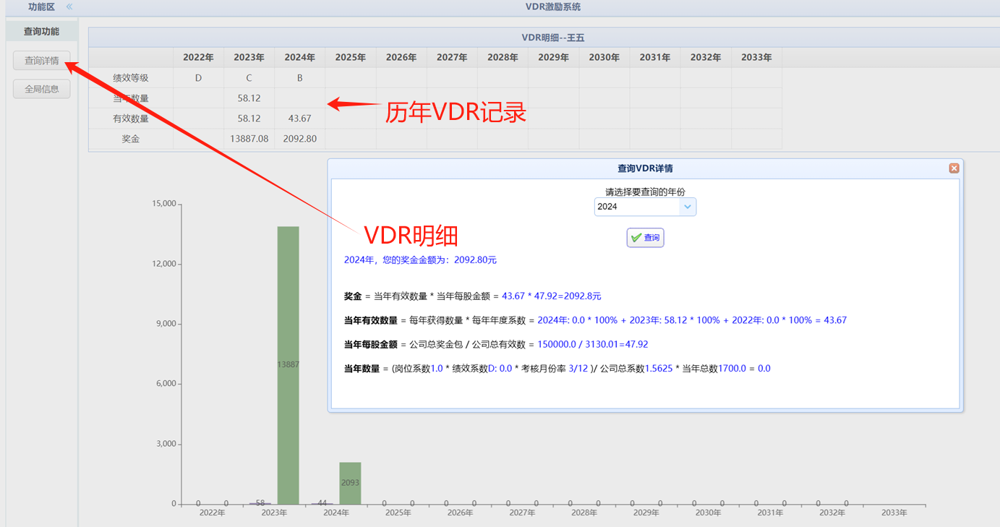 功能区 «
VDR激励系统
查询功能
查询详情
全局信息
VDR明细--王五
2022年 2023年 2024年 2025年 2026年 2027年 2028年 2029年 2030年 2031年 2032年 2033年
绩效等级 D C B
当年数量 58.12
有效数量 58.12 43.67
奖金 13887.08 2092.80
历年VDR记录
查询VDR详情
请选择要查询的年份
2024
查询
VDR明细
2024年，您的奖金金额为：2092.80元
奖金 = 当年有效数量 * 当年每股金额 = 43.67 * 47.92=2092.8元
当年有效数量 = 每年获得数量 * 每年年度系数 = 2024年: 0.0 * 100% + 2023年: 58.12 * 100% + 2022年: 0.0 * 100% = 43.67
当年每股金额 = 公司总奖金包 / 公司总有效数 = 150000.0 / 3130.01=47.92
当年数量 = (岗位系数1.0 * 绩效系数D: 0.0 * 考核月份率 3/12 )/ 公司总系数1.5625 * 当年总数1700.0 = 0.0
15,000
12,000
9,000
6,000
3,000
0
13887
2093
0 0 58 44 0 0 0 0 0 0 0 0 0 0 0 0 0 0 0 0
2022年 2023年 2024年 2025年 2026年 2027年 2028年 2029年 2030年 2031年 2032年 2033年